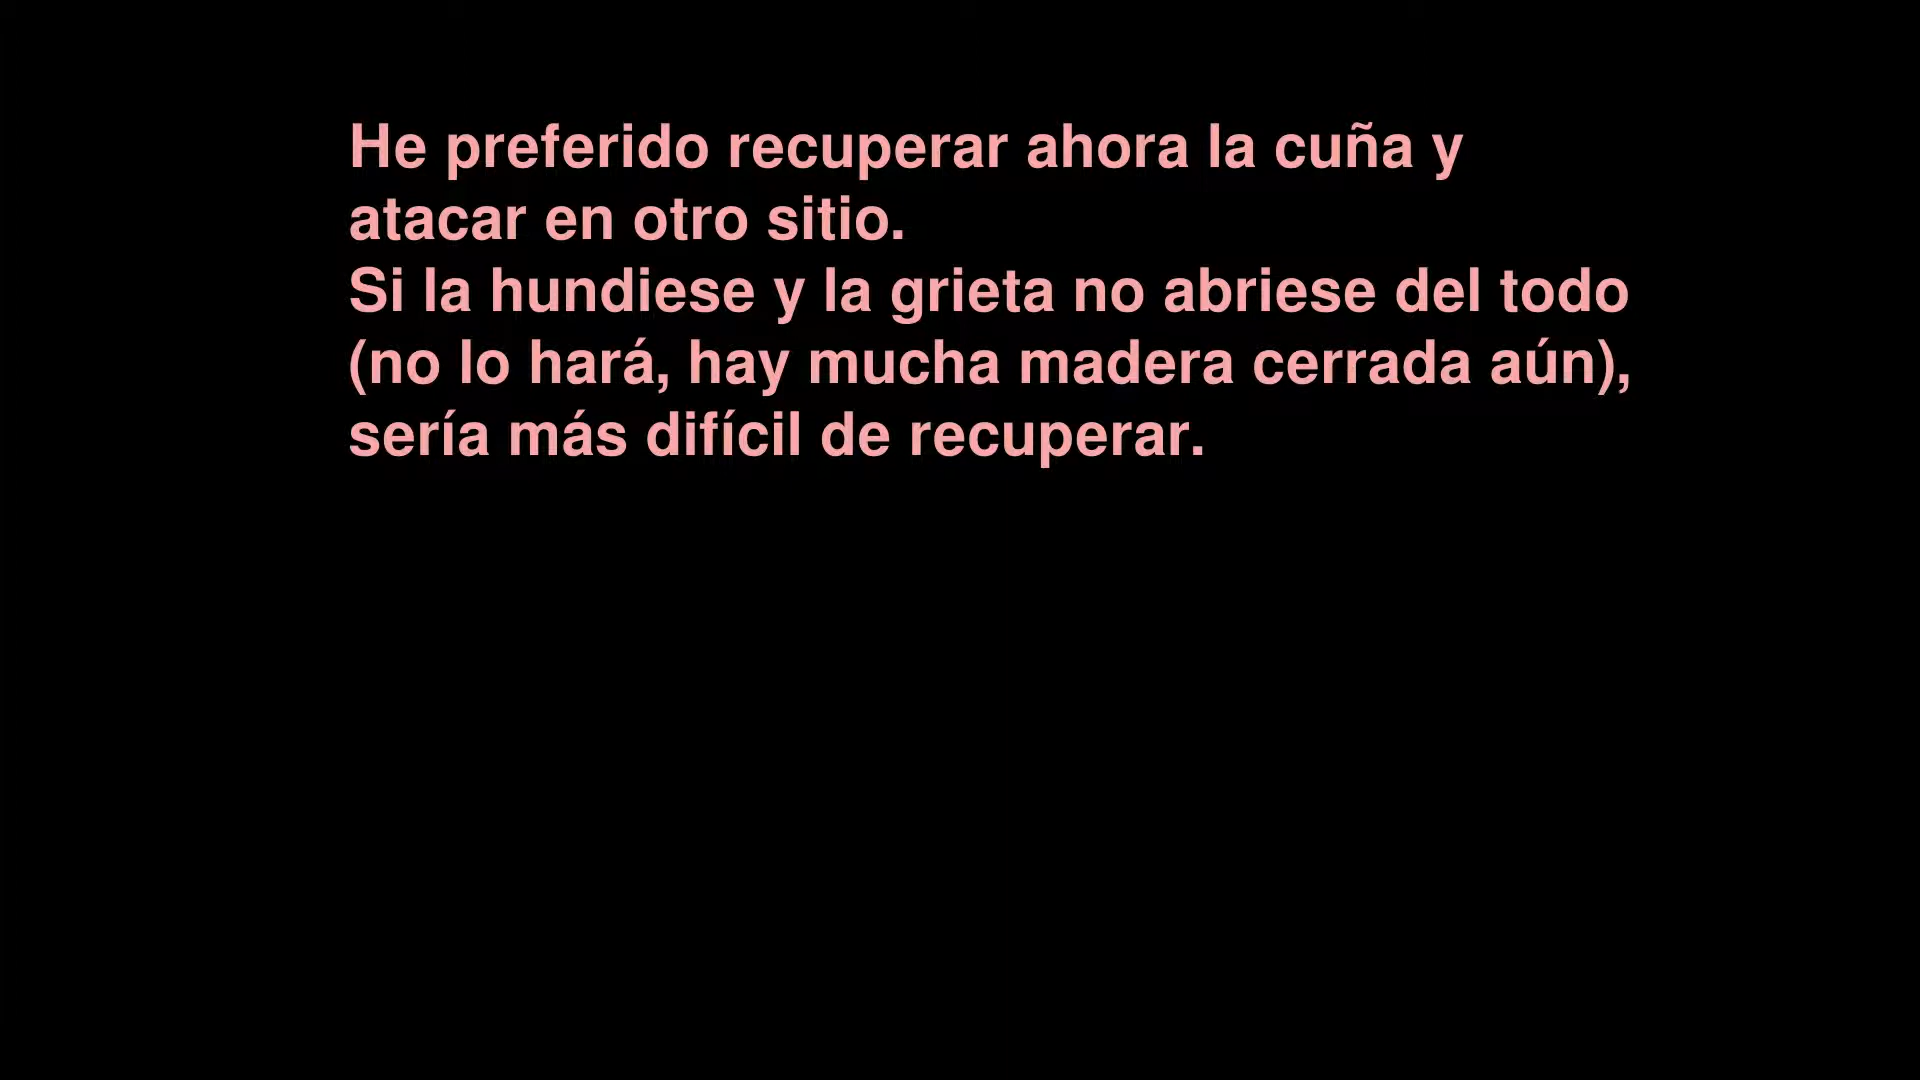 He preferido recuperar ahora la cuña y
atacar en otro sitio.
Si la hundiese y la grieta no abriese del todo
(no lo hará, hay mucha madera cerrada aún),
sería más difícil de recuperar.